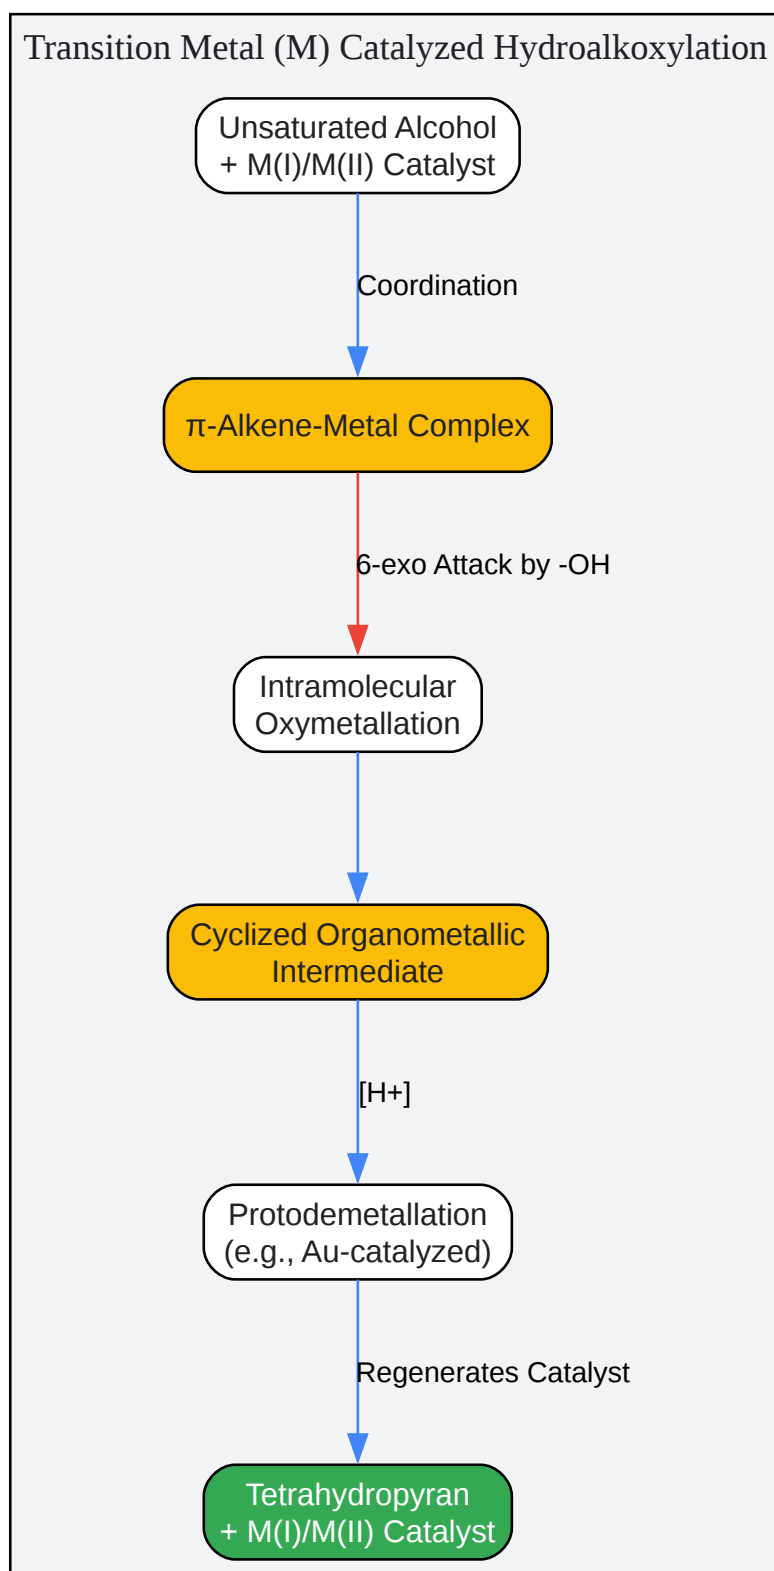 Transition Metal (M) Catalyzed Hydroalkoxylation
Unsaturated Alcohol
+ M(I)/M(II) Catalyst
Coordination
π-Alkene-Metal Complex
6-exo Attack by -OH
Intramolecular
Oxymetallation
Cyclized Organometallic
Intermediate
[H+]
Protodemetallation
(e.g., Au-catalyzed)
Regenerates Catalyst
Tetrahydropyran
+ M(I)/M(II) Catalyst